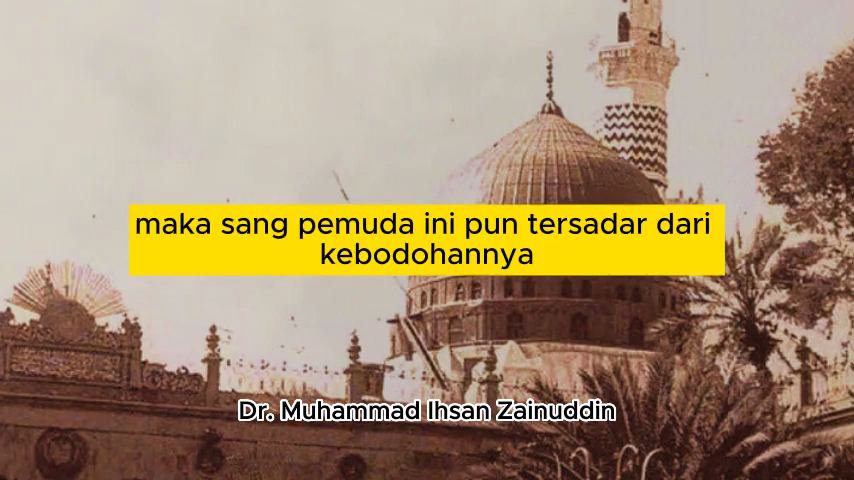 maka sang pemuda ini pun tersadar dari
kebodohannya
Dr. Muhammad Ihsan Zainuddin